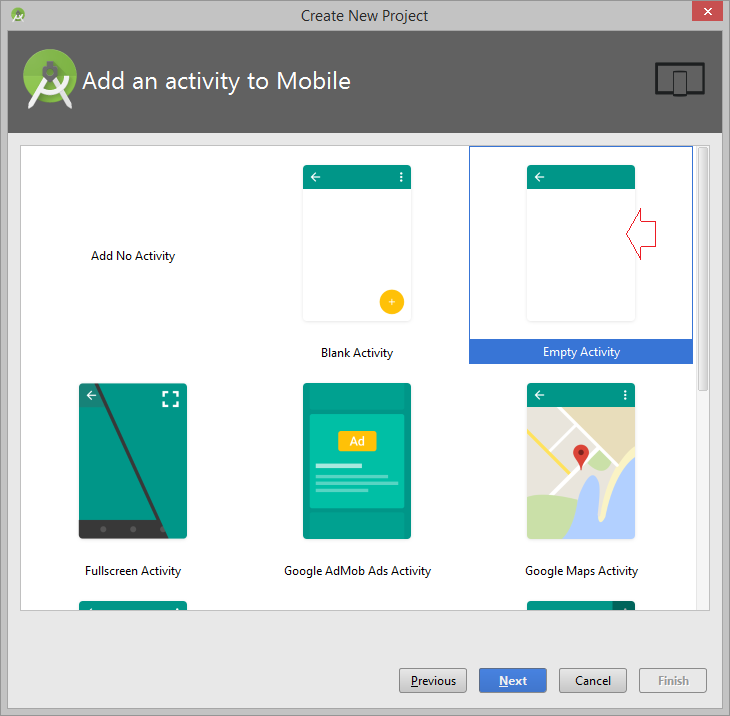 Create New Project
Add an activity to Mobile
Add No Activity
Blank Activity
Empty Activity
Ad
Fullscreen Activity
Google AdMob Ads Activity
Google Maps Activity
Previous
Next
Cancel
Finish